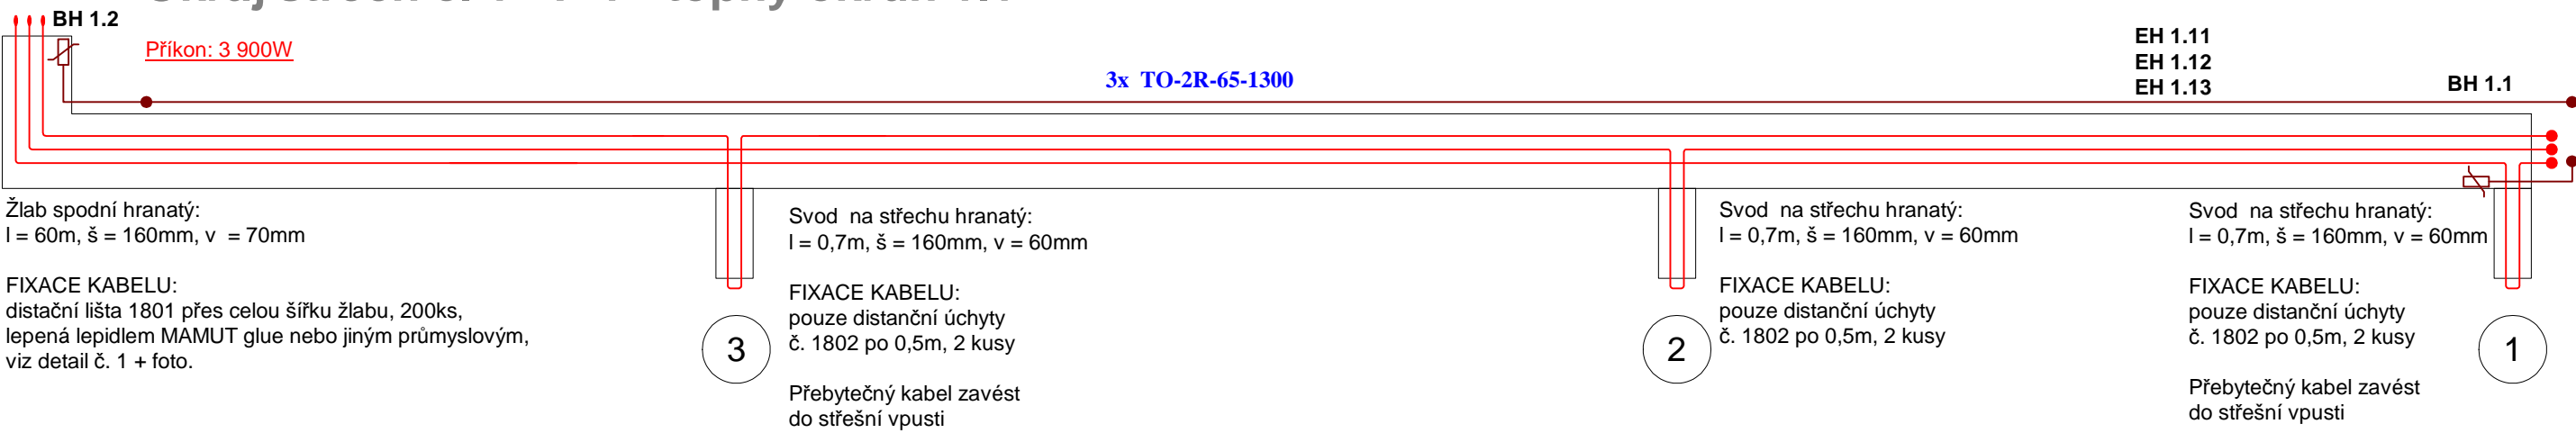 BH 1.2
Příkon: 3 900W
3x TO-2R-65-1300
EH 1.11
EH 1.12
EH 1.13
BH 1.1
Žlab spodní hranatý:
l = 60m, š = 160mm, v = 70mm
FIXACE KABELU:
distační lišta 1801 přes celou šířku žlabu, 200ks,
lepená lepidlem MAMUT glue nebo jiným průmyslovým,
viz detail č. 1 + foto.
3
Svod na střechu hranatý:
l = 0,7m, š = 160mm, v = 60mm
FIXACE KABELU:
pouze distanční úchyty
č. 1802 po 0,5m, 2 kusy
Přebytečný kabel zavést
do střešní vpusti
2
Svod na střechu hranatý:
l = 0,7m, š = 160mm, v = 60mm
FIXACE KABELU:
pouze distanční úchyty
č. 1802 po 0,5m, 2 kusy
Svod na střechu hranatý:
l = 0,7m, š = 160mm, v = 60mm
FIXACE KABELU:
pouze distanční úchyty
č. 1802 po 0,5m, 2 kusy
Přebytečný kabel zavést
do střešní vpusti
1